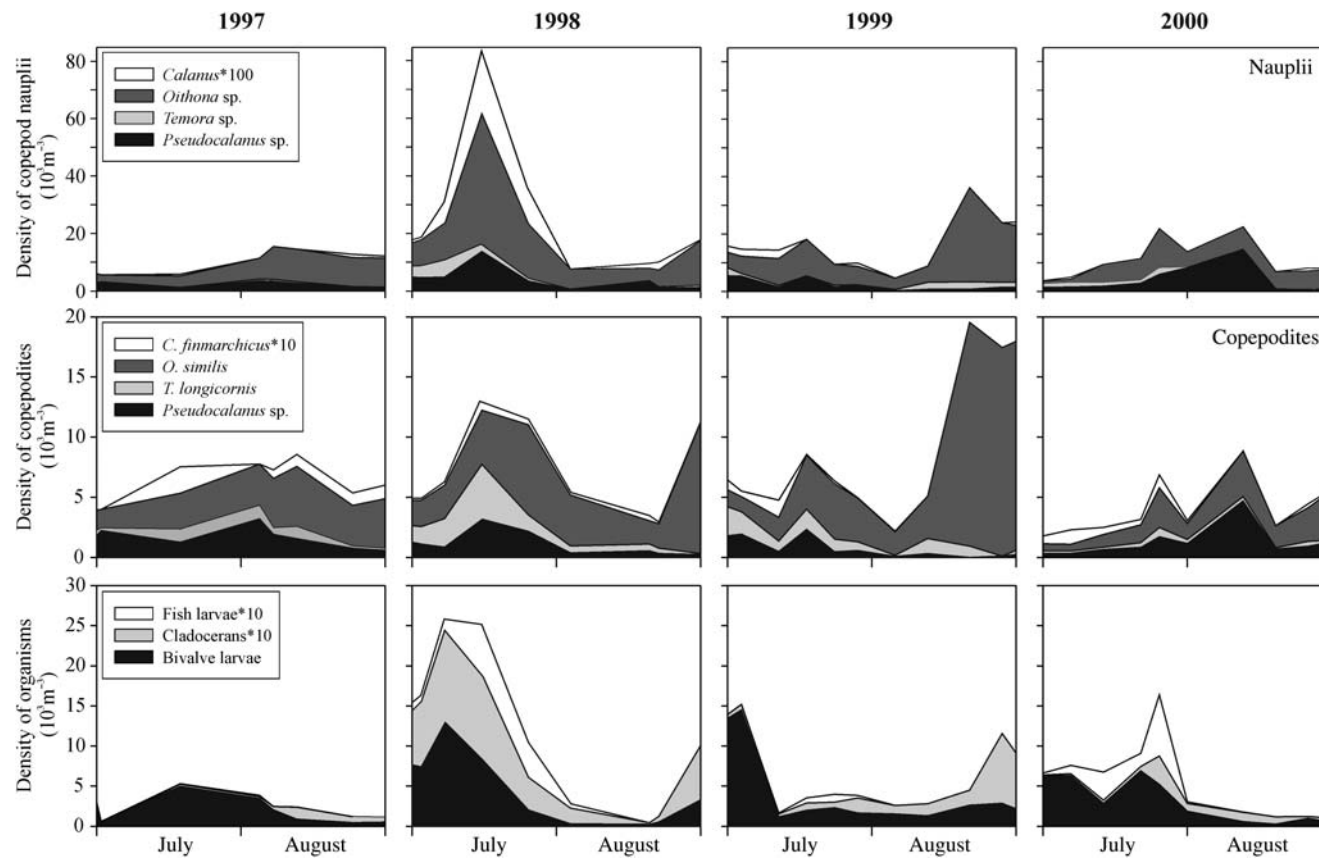 1997 1998 1999 2000
Density of copepod nauplii
(10³m⁻³)
80
60
40
20
0
Calanus*100
Oithona sp.
Temora sp.
Pseudocalanus sp.
Nauplii
Density of copepodites
(10³m⁻³)
20
15
10
5
0
C. finmarchicus*10
O. similis
T. longicornis
Pseudocalanus sp.
Copepodites
Density of organisms
(10³m⁻³)
30
25
20
15
10
5
0
Fish larvae*10
Cladocerans*10
Bivalve larvae
July August July August July August July August